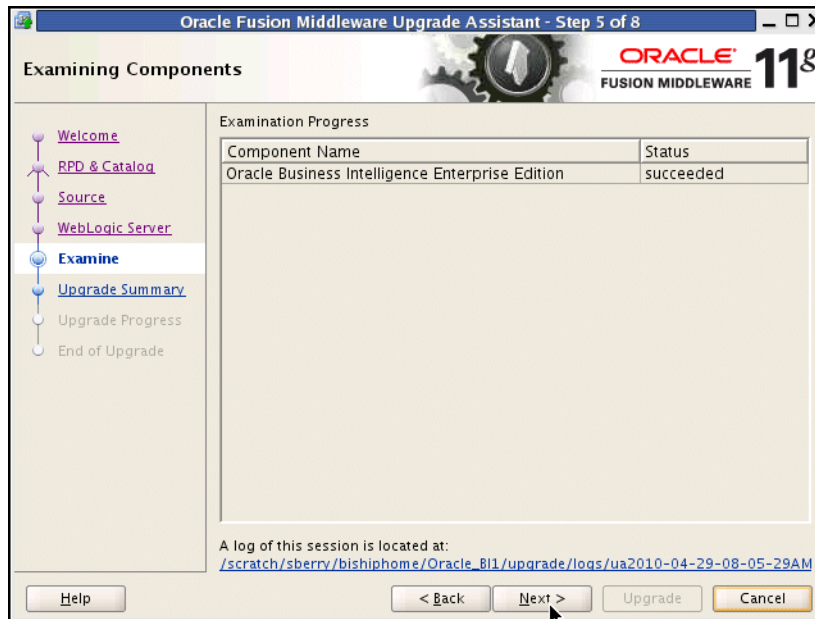 Oracle Fusion Middleware Upgrade Assistant - Step 5 of 8
Examining Components
ORACLE 11g
FUSION MIDDLEWARE
Welcome
RPD & Catalog
Source
WebLogic Server
Examine
Upgrade Summary
Upgrade Progress
End of Upgrade
Examination Progress
Component Name Status
Oracle Business Intelligence Enterprise Edition succeeded
A log of this session is located at:
/scratch/sberry/bishiphome/Oracle_BI1/upgrade/logs/ua2010-04-29-08-05-29AM
Help < Back Next > Upgrade Cancel